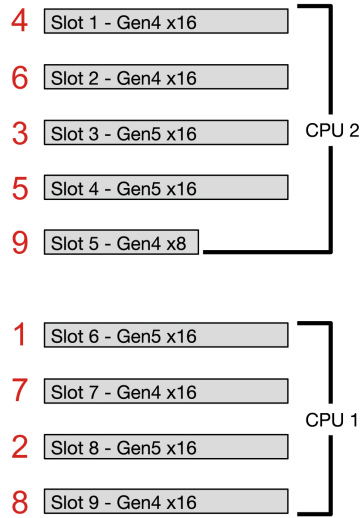 4 Slot 1 - Gen4 x16
6 Slot 2 - Gen4 x16
3 Slot 3 - Gen5 x16
CPU 2
5 Slot 4 - Gen5 x16
9 Slot 5 - Gen4 x8
1 Slot 6 - Gen5 x16
7 Slot 7 - Gen4 x16
CPU 1
2 Slot 8 - Gen5 x16
8 Slot 9 - Gen4 x16